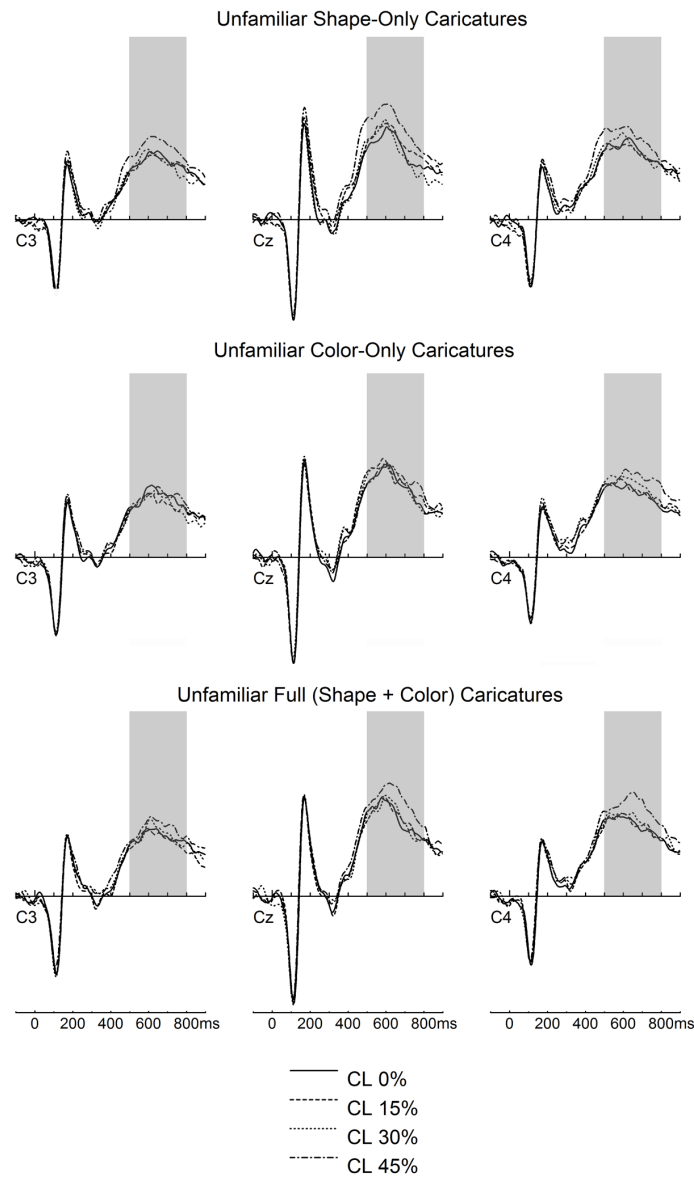 Unfamiliar Shape-Only Caricatures
C3 Cz C4
Unfamiliar Color-Only Caricatures
C3 Cz C4
Unfamiliar Full (Shape + Color) Caricatures
C3 Cz C4
0 200 400 600 800ms 0 200 400 600 800ms 0 200 400 600 800ms
CL 0%
CL 15%
CL 30%
CL 45%